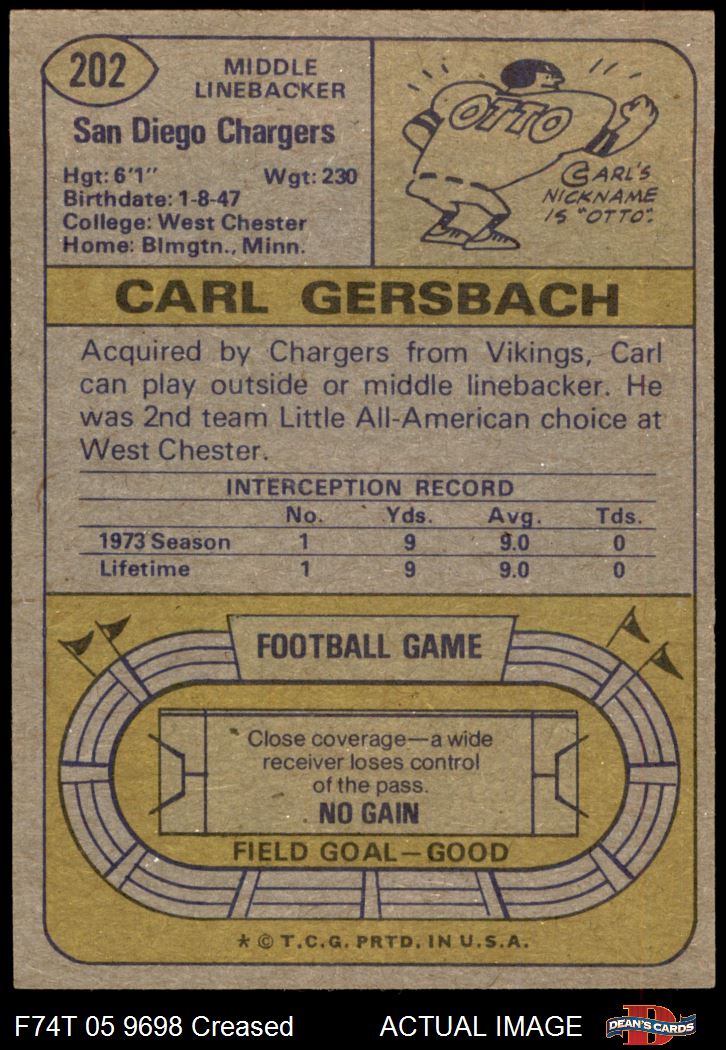 202
MIDDLE
LINEBACKER
San Diego Chargers
Hgt: 6'1" Wgt: 230
Birthdate: 1-8-47
College: West Chester
Home: Blmgtn., Minn.
OTTO
CARL'S
NICKNAME
IS "OTTO".
CARL GERSBACH
Acquired by Chargers from Vikings, Carl
can play outside or middle linebacker. He
was 2nd team Little All-American choice at
West Chester.
INTERCEPTION RECORD
No. Yds. Avg. Tds.
1973 Season 1 9 9.0 0
Lifetime 1 9 9.0 0
FOOTBALL GAME
Close coverage—a wide
receiver loses control
of the pass.
NO GAIN
FIELD GOAL—GOOD
* © T.C.G. PRTD. IN U.S.A.
F74T 05 9698 Creased ACTUAL IMAGE
D
DEAN'S CARDS